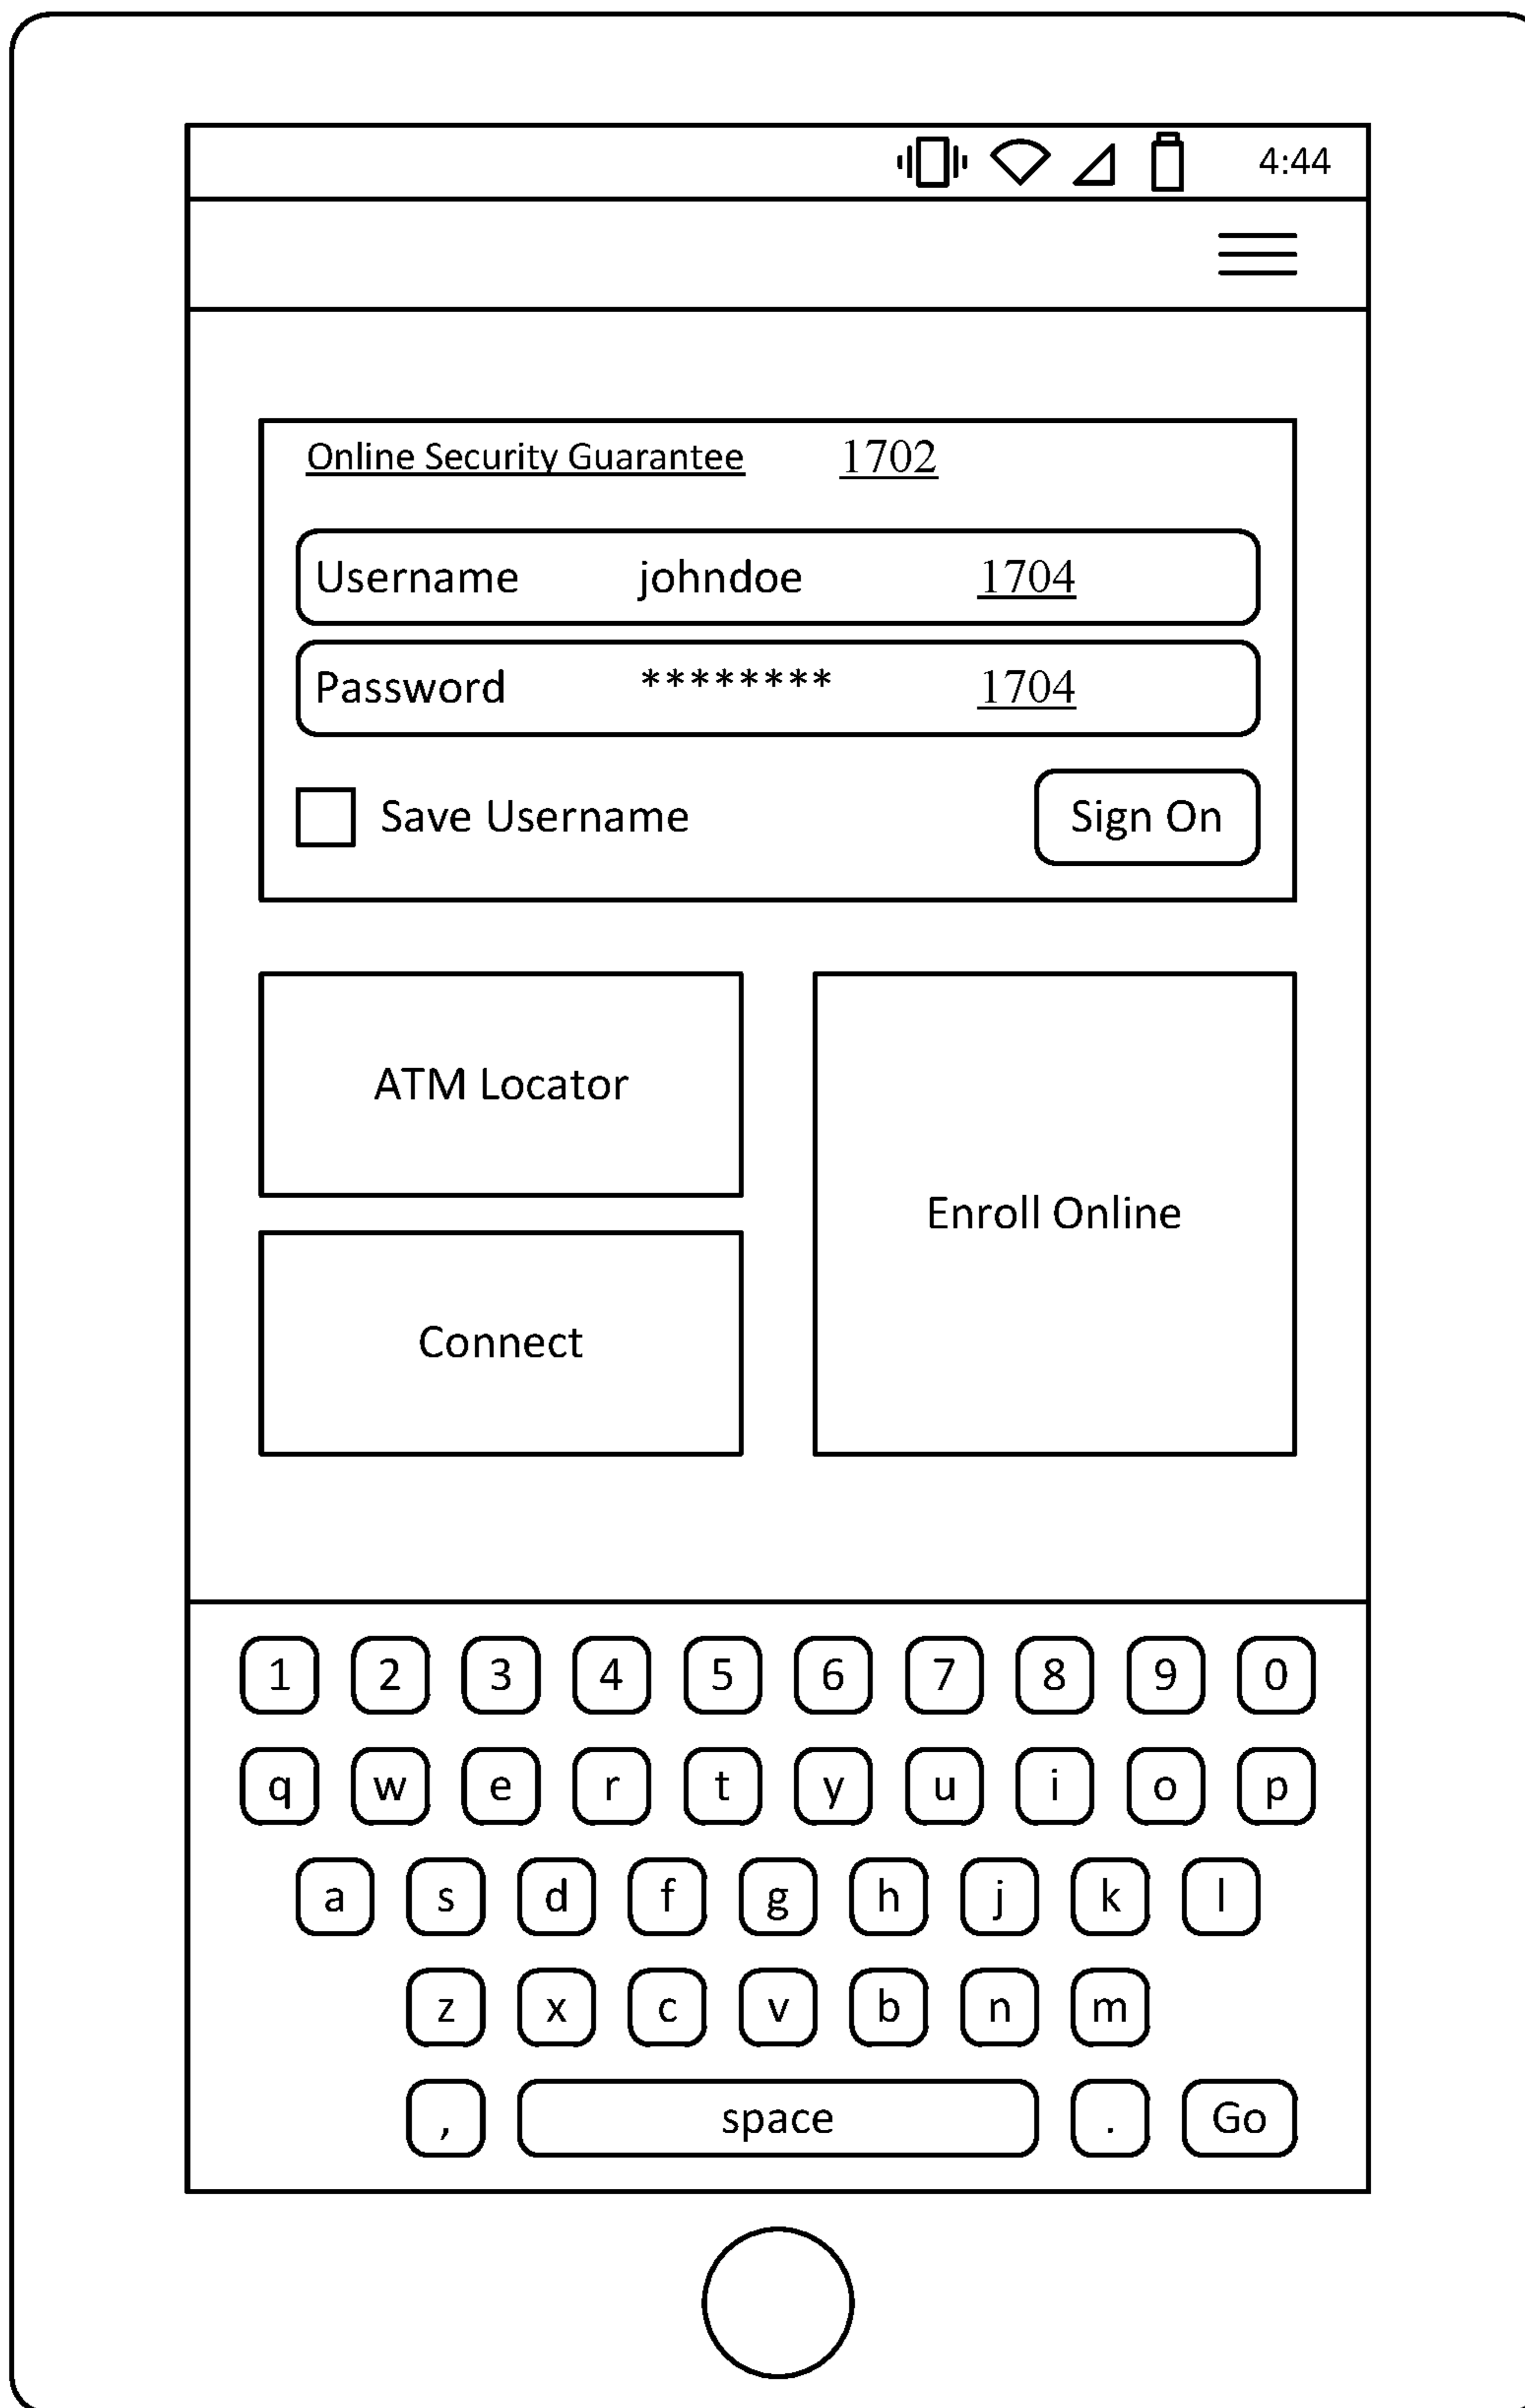 4:44
Online Security Guarantee 1702
Username johndoe 1704
Password ******** 1704
Save Username Sign On
ATM Locator
Enroll Online
Connect
1 2 3 4 5 6 7 8 9 0
q w e r t y u i o p
a s d f g h j k l
z x c v b n m
, space . Go